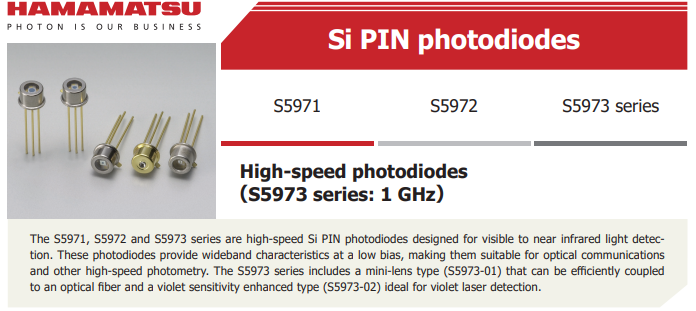 HAMAMATSU
PHOTON IS OUR BUSINESS
Si PIN photodiodes
S5971
S5972
S5973 series
High-speed photodiodes
(S5973 series: 1 GHz)
The S5971, S5972 and S5973 series are high-speed Si PIN photodiodes designed for visible to near infrared light detec-
tion. These photodiodes provide wideband characteristics at a low bias, making them suitable for optical communications
and other high-speed photometry. The S5973 series includes a mini-lens type (S5973-01) that can be efficiently coupled
to an optical fiber and a violet sensitivity enhanced type (S5973-02) ideal for violet laser detection.